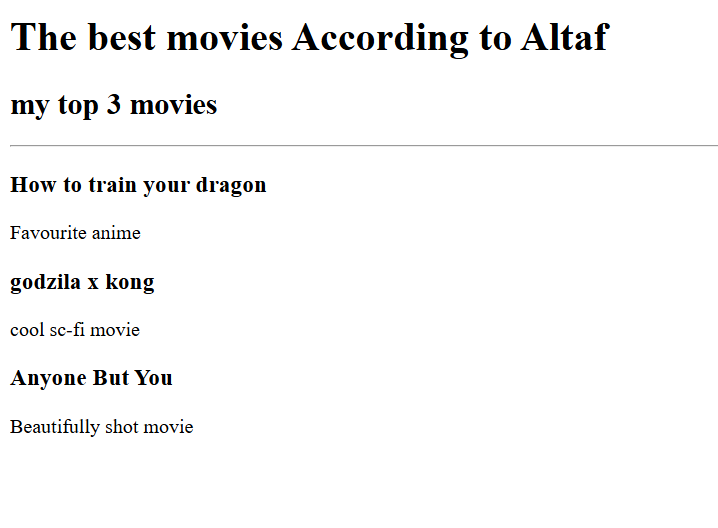 The best movies According to Altaf
my top 3 movies
How to train your dragon
Favourite anime
godzila x kong
cool sc-fi movie
Anyone But You
Beautifully shot movie